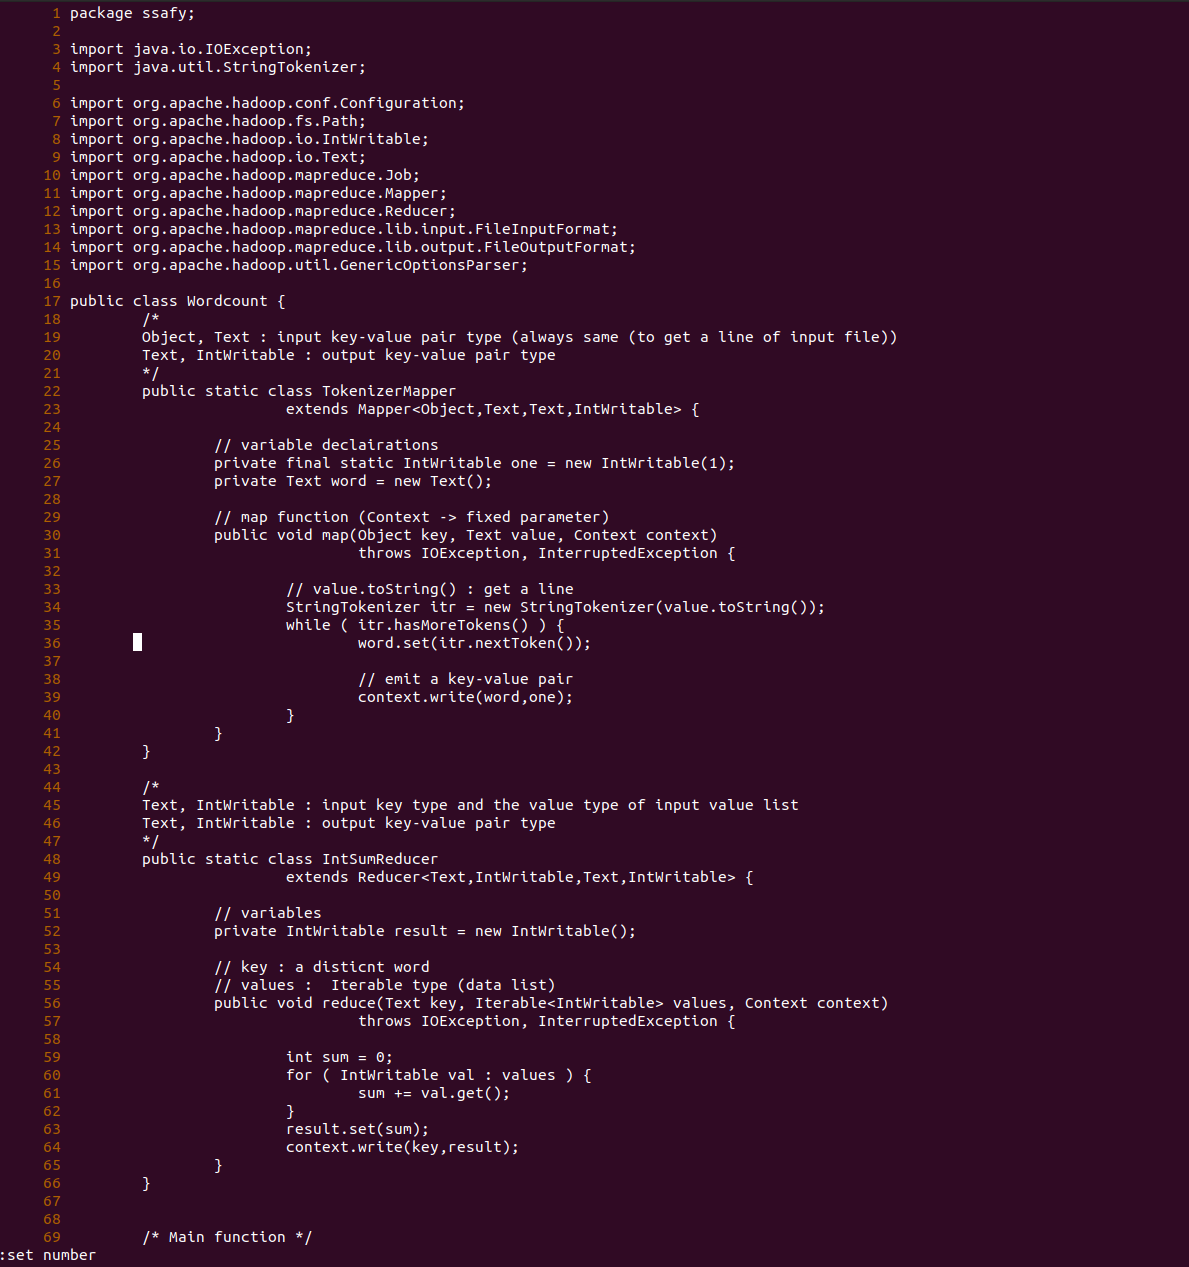 1 package ssafy;
2
3 import java.io.IOException;
4 import java.util.StringTokenizer;
5
6 import org.apache.hadoop.conf.Configuration;
7 import org.apache.hadoop.fs.Path;
8 import org.apache.hadoop.io.IntWritable;
9 import org.apache.hadoop.io.Text;
10 import org.apache.hadoop.mapreduce.Job;
11 import org.apache.hadoop.mapreduce.Mapper;
12 import org.apache.hadoop.mapreduce.Reducer;
13 import org.apache.hadoop.mapreduce.lib.input.FileInputFormat;
14 import org.apache.hadoop.mapreduce.lib.output.FileOutputFormat;
15 import org.apache.hadoop.util.GenericOptionsParser;
16
17 public class Wordcount {
18         /*
19         Object, Text : input key-value pair type (always same (to get a line of input file))
20         Text, IntWritable : output key-value pair type
21         */
22         public static class TokenizerMapper
23                         extends Mapper<Object,Text,Text,IntWritable> {
24
25                 // variable declairations
26                 private final static IntWritable one = new IntWritable(1);
27                 private Text word = new Text();
28
29                 // map function (Context -> fixed parameter)
30                 public void map(Object key, Text value, Context context)
31                                 throws IOException, InterruptedException {
32
33                         // value.toString() : get a line
34                         StringTokenizer itr = new StringTokenizer(value.toString());
35                         while ( itr.hasMoreTokens() ) {
36                                 word.set(itr.nextToken());
37
38                                 // emit a key-value pair
39                                 context.write(word,one);
40                         }
41                 }
42         }
43
44         /*
45         Text, IntWritable : input key type and the value type of input value list
46         Text, IntWritable : output key-value pair type
47         */
48         public static class IntSumReducer
49                         extends Reducer<Text,IntWritable,Text,IntWritable> {
50
51                 // variables
52                 private IntWritable result = new IntWritable();
53
54                 // key : a disticnt word
55                 // values :  Iterable type (data list)
56                 public void reduce(Text key, Iterable<IntWritable> values, Context context)
57                                 throws IOException, InterruptedException {
58
59                         int sum = 0;
60                         for ( IntWritable val : values ) {
61                                 sum += val.get();
62                         }
63                         result.set(sum);
64                         context.write(key,result);
65                 }
66         }
67
68
69         /* Main function */
:set number